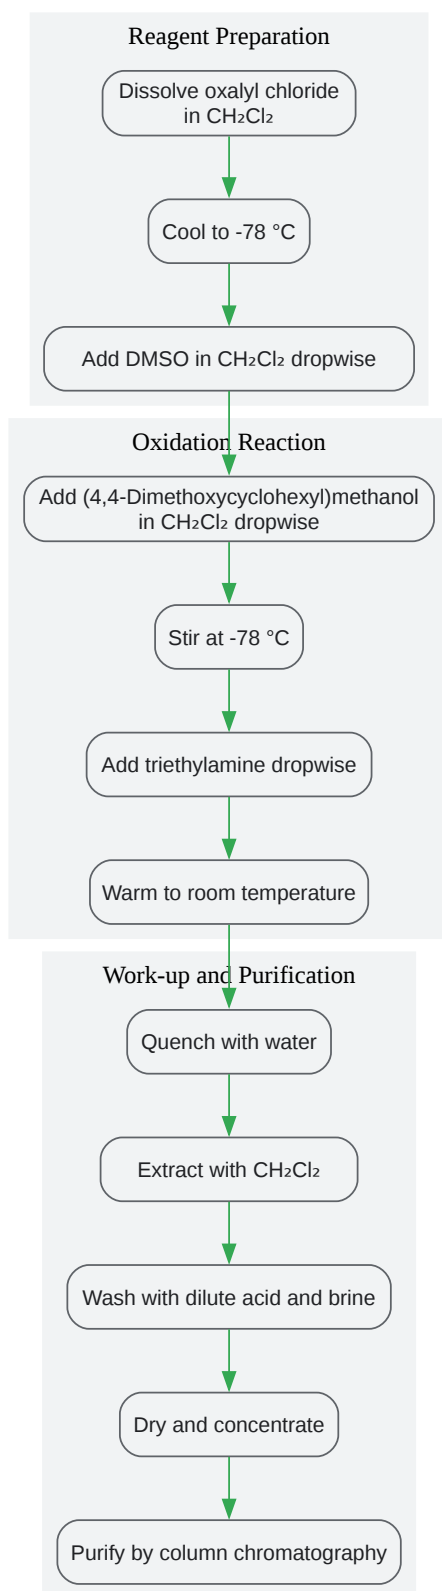 Reagent Preparation
Dissolve oxalyl chloride
in CH₂Cl₂
Cool to -78 °C
Add DMSO in CH₂Cl₂ dropwise
Oxidation Reaction
Add (4,4-Dimethoxycyclohexyl)methanol
in CH₂Cl₂ dropwise
Stir at -78 °C
Add triethylamine dropwise
Warm to room temperature
Work-up and Purification
Quench with water
Extract with CH₂Cl₂
Wash with dilute acid and brine
Dry and concentrate
Purify by column chromatography